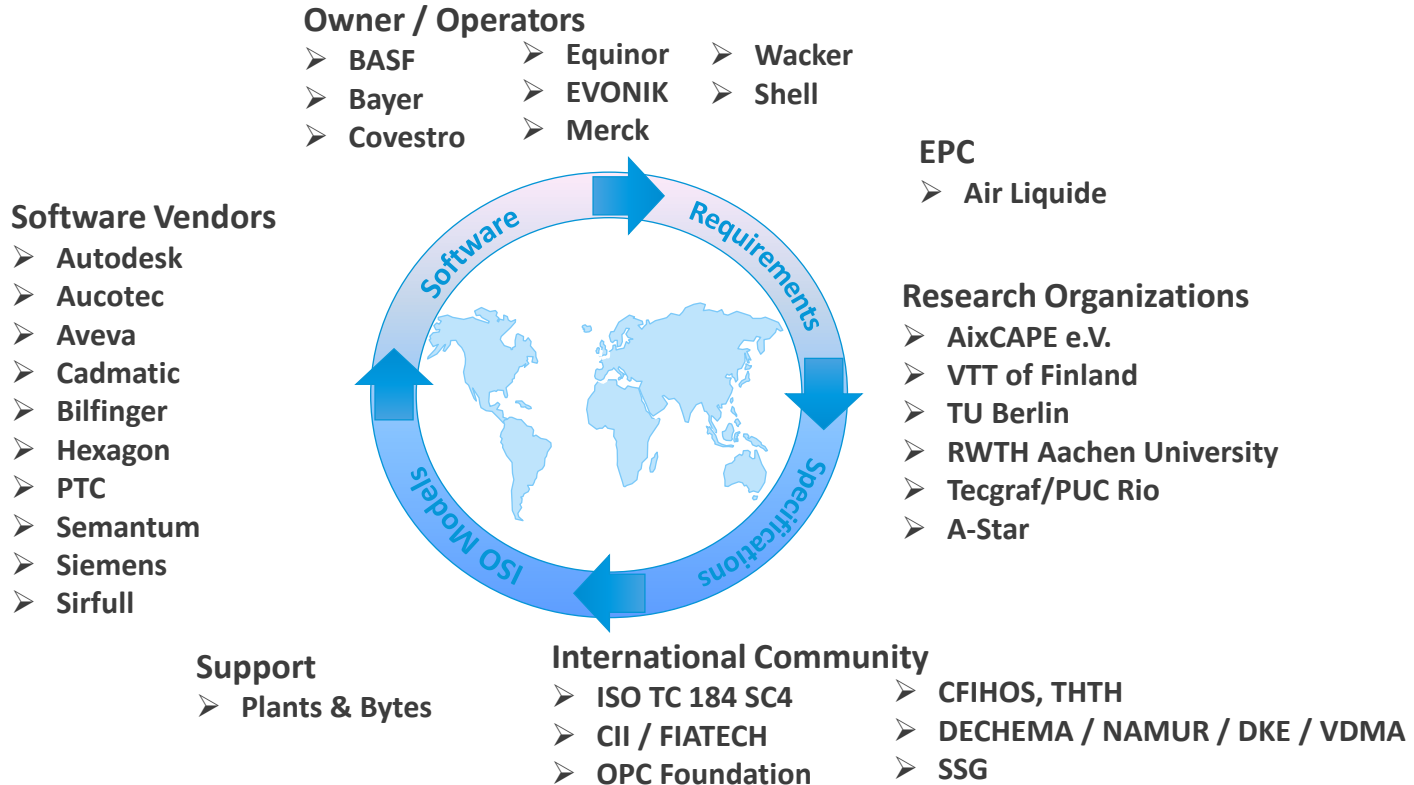 Owner / Operators
➢ BASF
➢ Bayer
➢ Covestro
➢ Equinor
➢ EVONIK
➢ Merck
➢ Wacker
➢ Shell
EPC
➢ Air Liquide
Software Vendors
➢ Autodesk
➢ Aucotec
➢ Aveva
➢ Cadmatic
➢ Bilfinger
➢ Hexagon
➢ PTC
➢ Semantum
➢ Siemens
➢ Sirfull
Software
Requirements
Specifications
ISO Models
Research Organizations
➢ AixCAPE e.V.
➢ VTT of Finland
➢ TU Berlin
➢ RWTH Aachen University
➢ Tecgraf/PUC Rio
➢ A-Star
Support
➢ Plants & Bytes
International Community
➢ ISO TC 184 SC4
➢ CII / FIATECH
➢ OPC Foundation
➢ CFIHOS, THTH
➢ DECHEMA / NAMUR / DKE / VDMA
➢ SSG